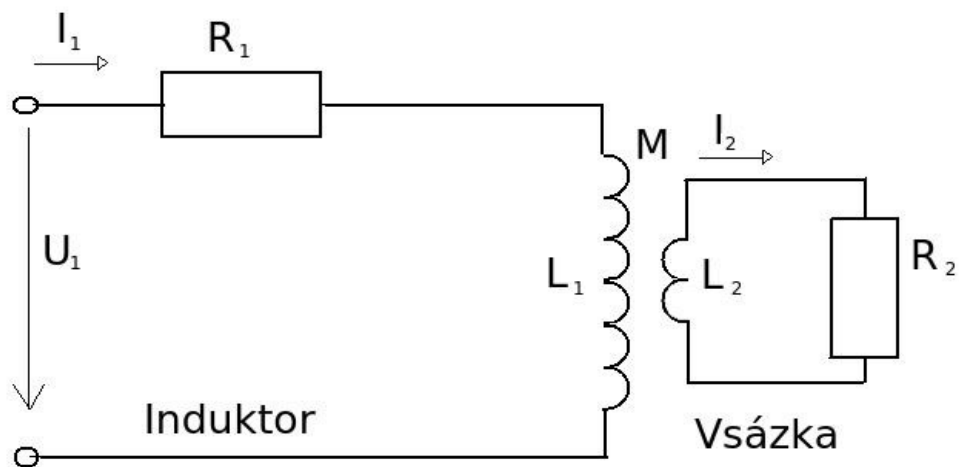 I₁
R₁
M
I₂
U₁
L₁
L₂
R₂
Induktor
Vsázka